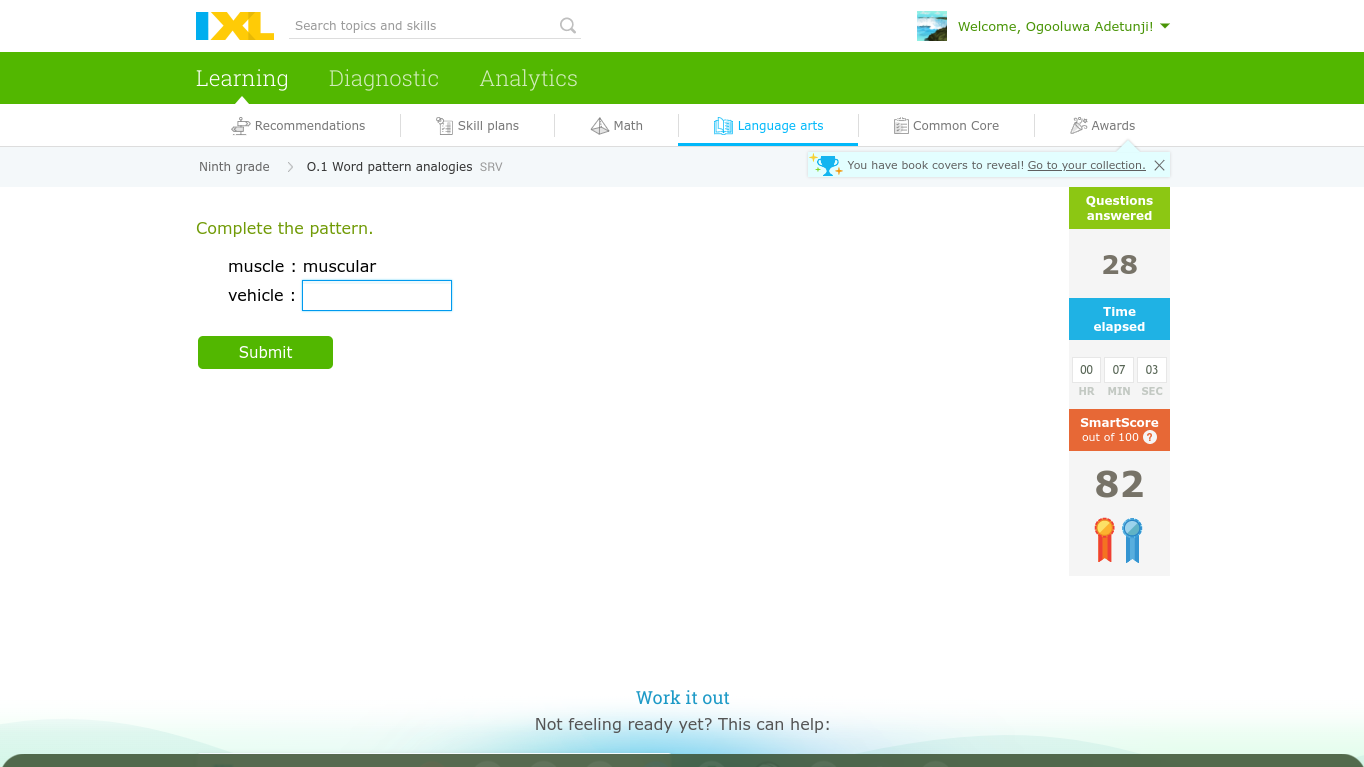 IXL
Search topics and skills
Welcome, Ogooluwa Adetunji!
Learning Diagnostic Analytics
Recommendations Skill plans Math Language arts Common Core Awards
Ninth grade O.1 Word pattern analogies SRV
You have book covers to reveal! Go to your collection.
Complete the pattern.
muscle : muscular
vehicle :
Submit
Questions
answered
28
Time
elapsed
00 07 03
HR MIN SEC
SmartScore
out of 100 ?
82
Work it out
Not feeling ready yet? This can help: